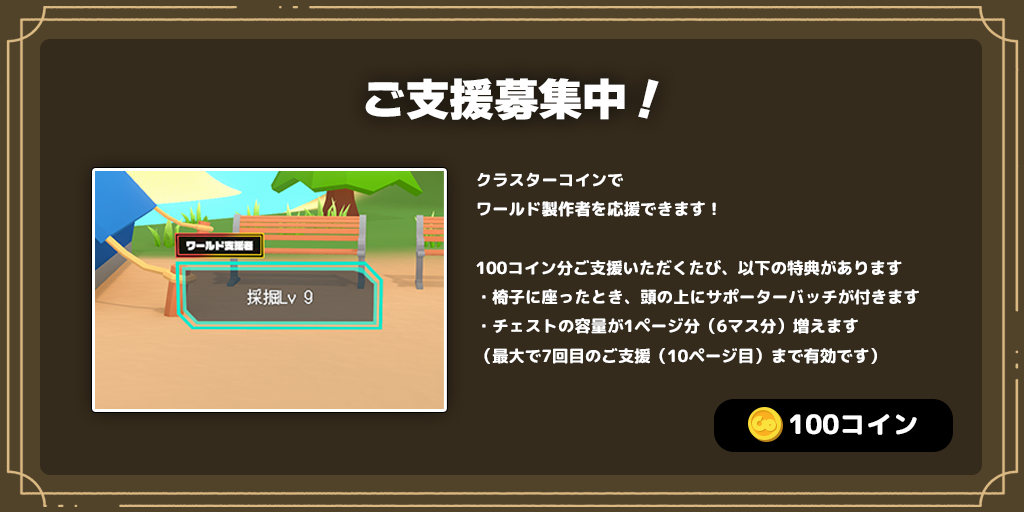 ご支援募集中！
ワールド支援者
採掘Lv 9
クラスターコインで
ワールド製作者を応援できます！
100コイン分ご支援いただくたび、以下の特典があります
・椅子に座ったとき、頭の上にサポーターバッチが付きます
・チェストの容量が1ページ分（6マス分）増えます
（最大で7回目のご支援（10ページ目）まで有効です）
100コイン